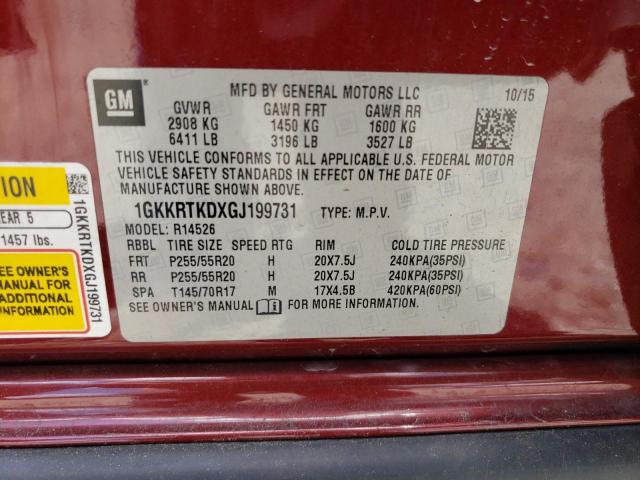 GM
MFD BY GENERAL MOTORS LLC
10/15
GVWR GAWR FRT GAWR RR
2908 KG 1450 KG 1600 KG
6411 LB 3196 LB 3527 LB
THIS VEHICLE CONFORMS TO ALL APPLICABLE U.S. FEDERAL MOTOR
VEHICLE SAFETY STANDARDS IN EFFECT ON THE DATE OF
MANUFACTURE SHOWN ABOVE.
1GKKRTKDXGJ199731 TYPE: M.P.V.
MODEL: R14526
RBBL TIRE SIZE SPEED RTG RIM COLD TIRE PRESSURE
FRT P255/55R20 H 20X7.5J 240KPA(35PSI)
RR P255/55R20 H 20X7.5J 240KPA(35PSI)
SPA T145/70R17 M 17X4.5B 420KPA(60PSI)
SEE OWNER'S MANUAL FOR MORE INFORMATION.
TION
EAR 5
1457 lbs.
SEE OWNER'S
MANUAL FOR
ADDITIONAL
INFORMATION
1GKKRTKDXGJ199731